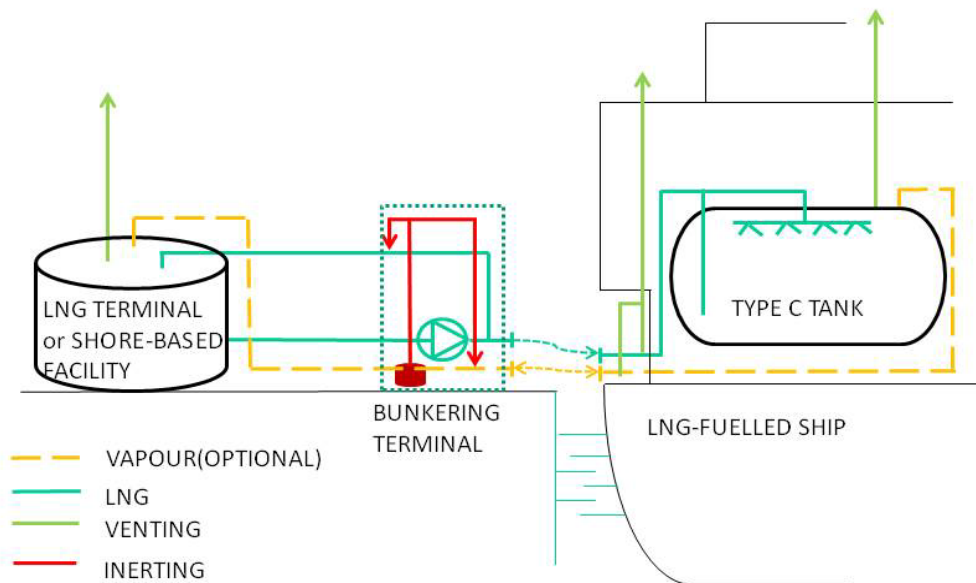 LNG TERMINAL
or SHORE-BASED
FACILITY
TYPE C TANK
BUNKERING
TERMINAL
LNG-FUELLED SHIP
VAPOUR(OPTIONAL)
LNG
VENTING
INERTING